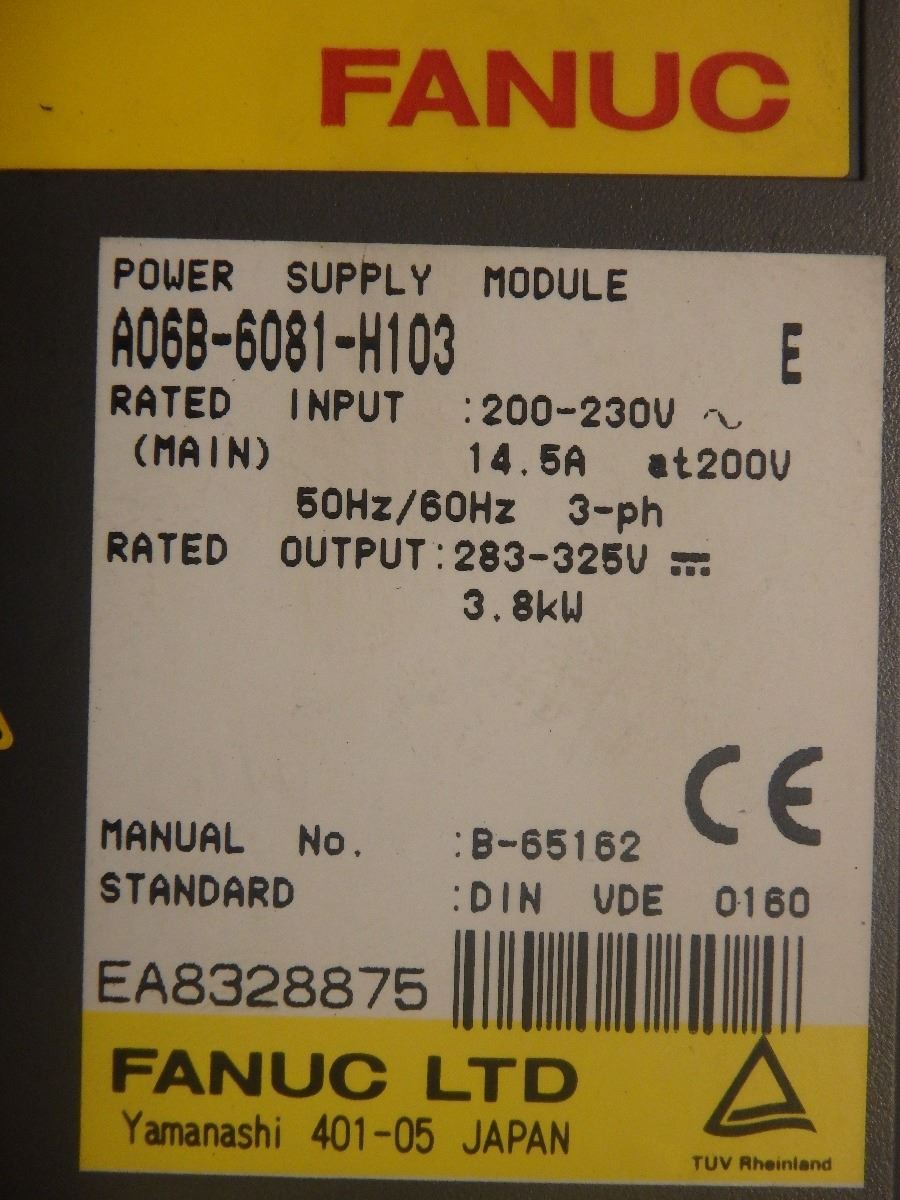 FANUC
POWER SUPPLY MODULE
A06B-6081-H103 E
RATED INPUT :200-230V ~
(MAIN) 14.5A at200V
50Hz/60Hz 3-ph
RATED OUTPUT:283-325V ⎓
3.8kW
CE
MANUAL No. :B-65162
STANDARD :DIN VDE 0160
EA8328875
FANUC LTD
Yamanashi 401-05 JAPAN
TUV Rheinland